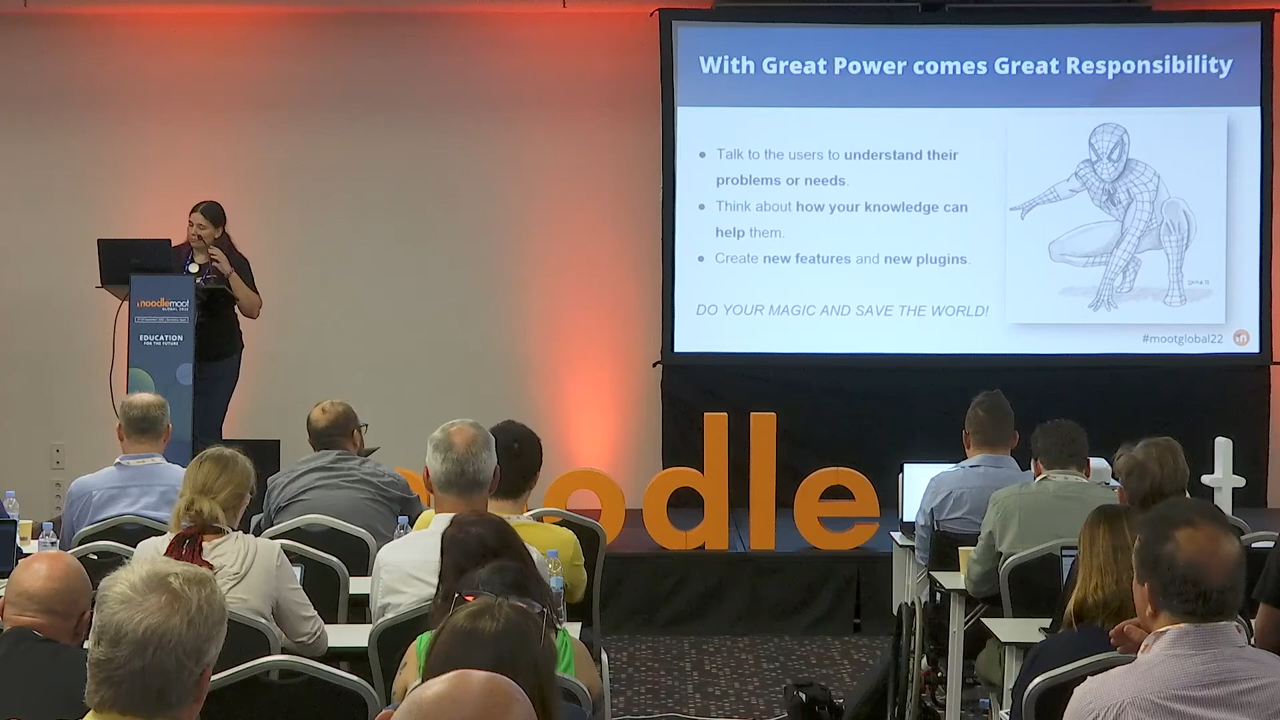 With Great Power comes Great Responsibility
Talk to the users to understand their
problems or needs.
Think about how your knowledge can
help them.
Create new features and new plugins.
DO YOUR MAGIC AND SAVE THE WORLD!
#mootglobal22
moodlemoot
EDUCATION
FOR THE FUTURE
oodle
t